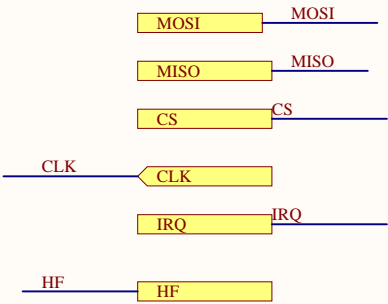 MOSI MOSI
MISO MISO
CS CS
CLK CLK
IRQ IRQ
HF HF